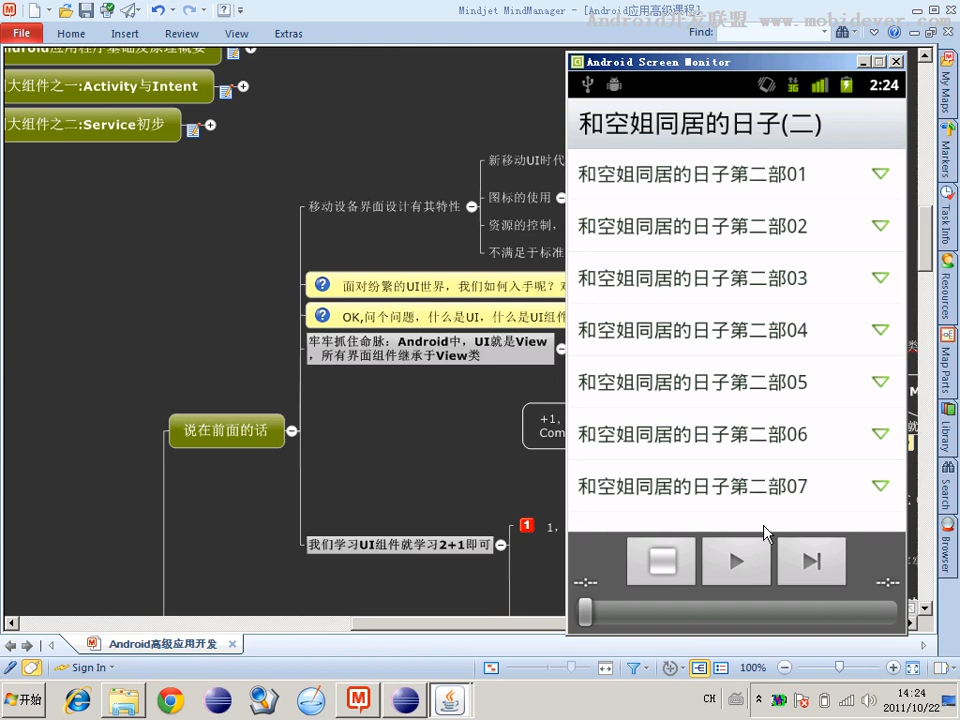 Mindjet MindManager - [Android应用高级课程]
Android开发联盟 www.mobidever.com
File Home Insert Review View Extras
Find:
Android应用程序基础及原理概要
大组件之一:Activity与Intent
大组件之二:Service初步
新移动UI时代
移动设备界面设计有其特性
图标的使用
资源的控制，
不满足于标准
面对纷繁的UI世界，我们如何入手呢？
OK,问个问题，什么是UI，什么是UI组件
牢牢抓住命脉：Android中，UI就是View
，所有界面组件继承于View类
说在前面的话
+1,
Com
我们学习UI组件就学习2+1即可
1
1，
Android Screen Monitor
3G
2:24
和空姐同居的日子(二)
和空姐同居的日子第二部01
和空姐同居的日子第二部02
和空姐同居的日子第二部03
和空姐同居的日子第二部04
和空姐同居的日子第二部05
和空姐同居的日子第二部06
和空姐同居的日子第二部07
--:--
--:--
My Maps
Markers
Task Info
Resources
Map Parts
Library
Search
Browser
Android高级应用开发
Sign In
100%
开始
CH
14:24
2011/10/22